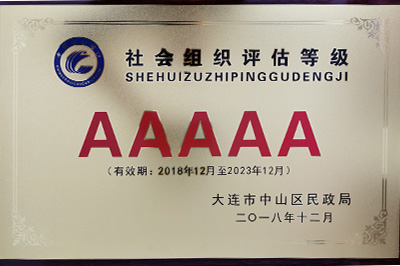 社会组织评估等级
SHEHUIZUZHIPINGGUDENGJI
AAAAA
(有效期：2018年12月至2023年12月)
大连市中山区民政局
二〇一八年十二月